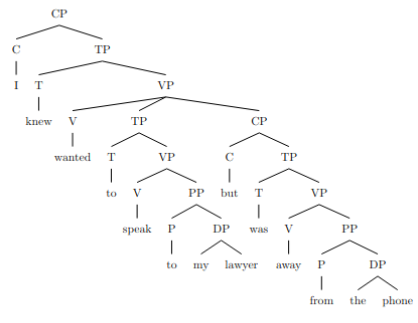 CP
C TP
I T VP
knew V TP CP
wanted T VP C TP
to V PP but T VP
speak P DP was V PP
to my lawyer away P DP
from the phone